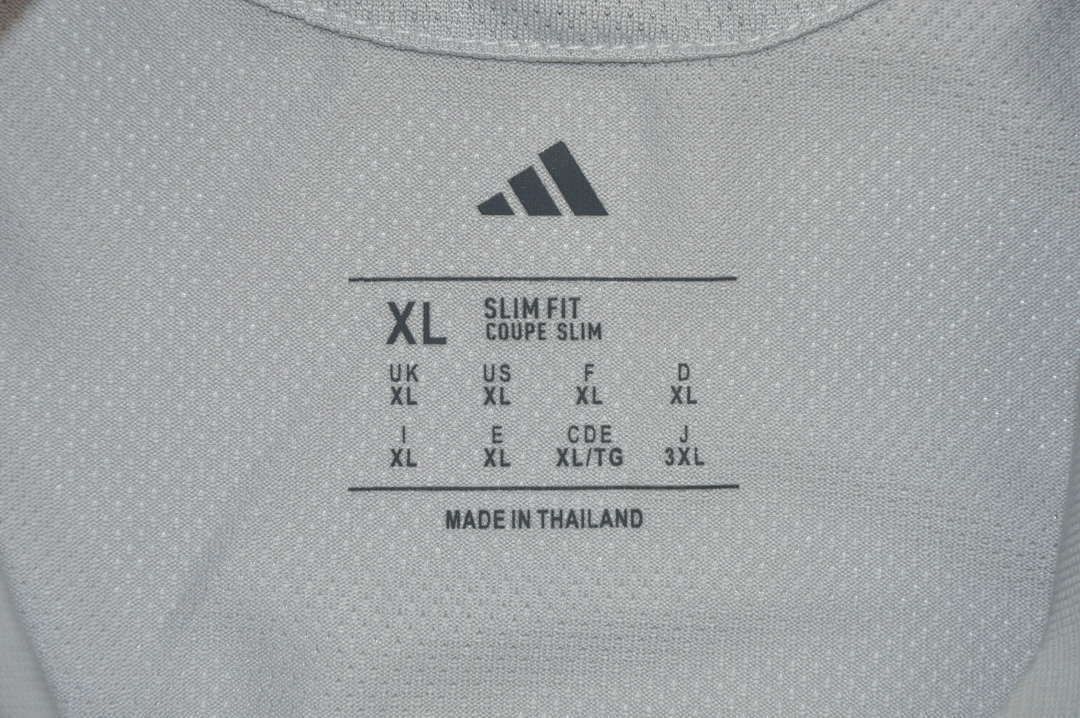 XL SLIM FIT
COUPE SLIM
UK US F D
XL XL XL XL
I E CDE J
XL XL XL/TG 3XL
MADE IN THAILAND